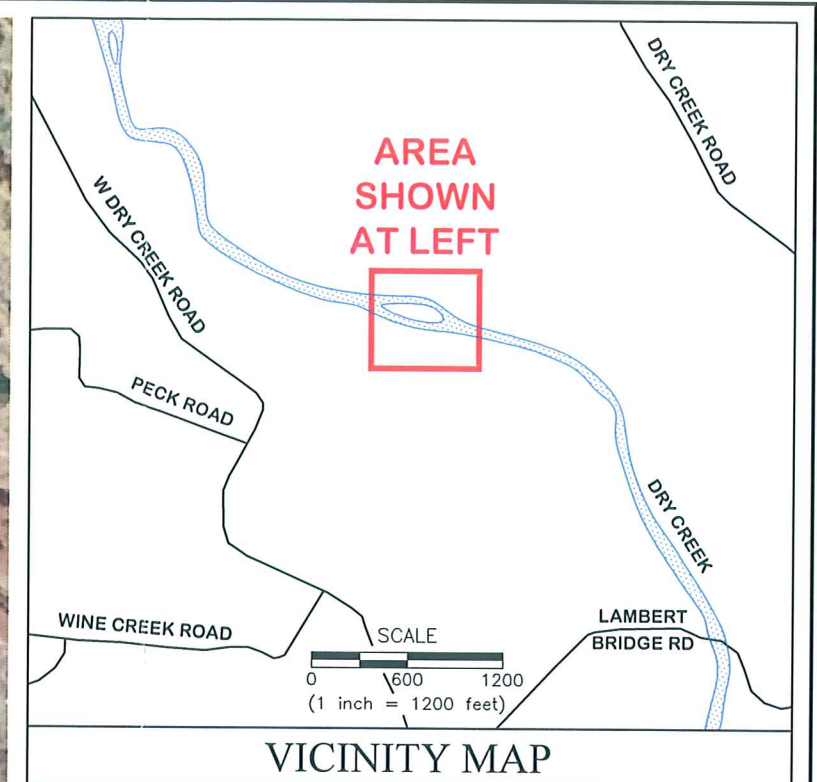 DRY CREEK ROAD
AREA
SHOWN
AT LEFT
W DRY CREEK ROAD
PECK ROAD
DRY CREEK
WINE CREEK ROAD
LAMBERT
BRIDGE RD
SCALE
0 600 1200
(1 inch = 1200 feet)
VICINITY MAP